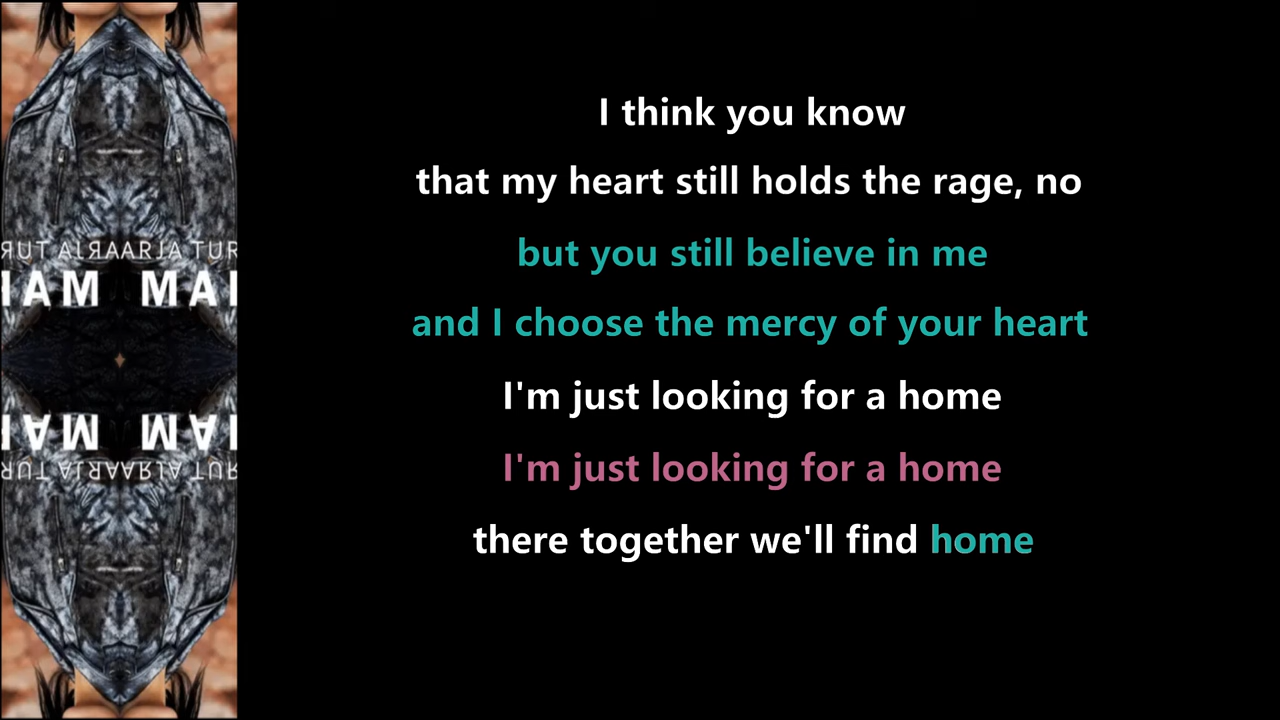 I think you know
that my heart still holds the rage, no
but you still believe in me
and I choose the mercy of your heart
I'm just looking for a home
I'm just looking for a home
there together we'll find home